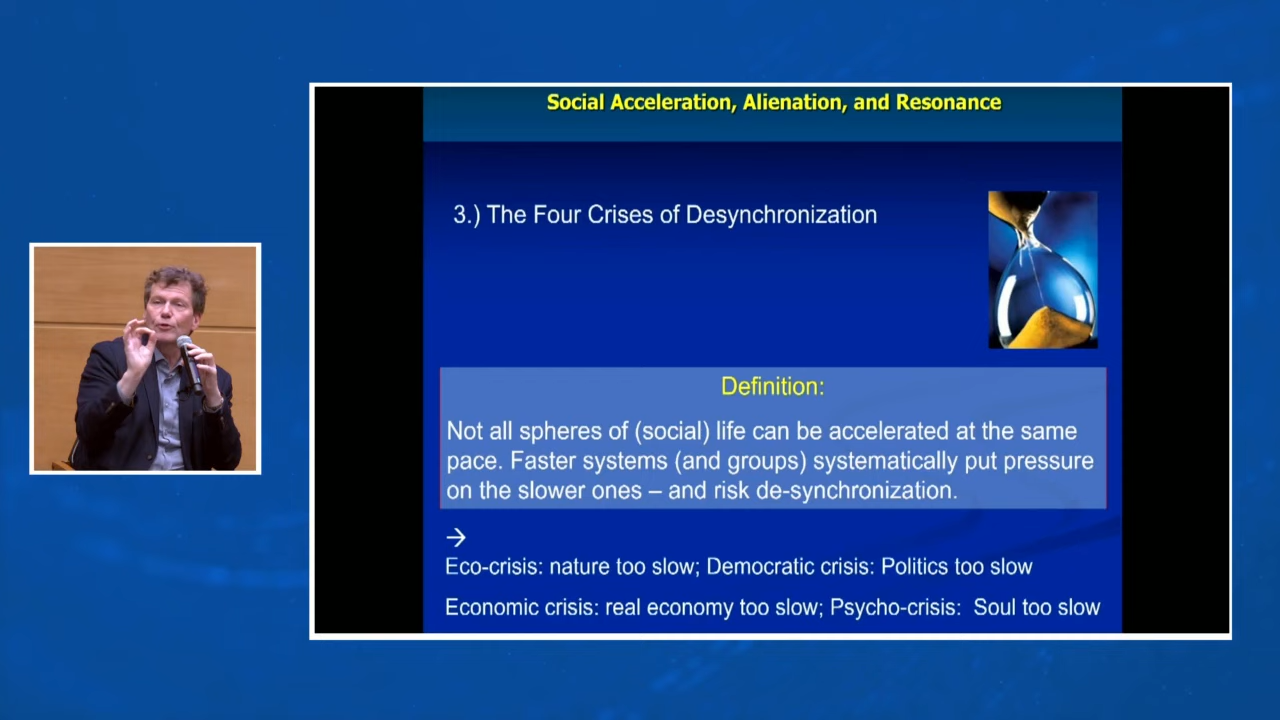 Social Acceleration, Alienation, and Resonance
3.) The Four Crises of Desynchronization
Definition:
Not all spheres of (social) life can be accelerated at the same
pace. Faster systems (and groups) systematically put pressure
on the slower ones – and risk de-synchronization.
→
Eco-crisis: nature too slow; Democratic crisis: Politics too slow
Economic crisis: real economy too slow; Psycho-crisis:  Soul too slow